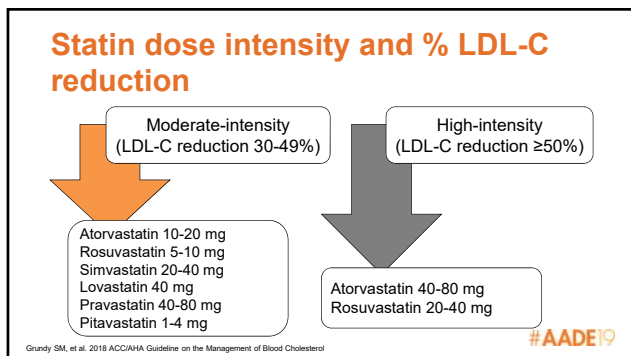 Statin dose intensity and % LDL-C
reduction
Moderate-intensity
(LDL-C reduction 30-49%)
High-intensity
(LDL-C reduction ≥50%)
Atorvastatin 10-20 mg
Rosuvastatin 5-10 mg
Simvastatin 20-40 mg
Lovastatin 40 mg
Pravastatin 40-80 mg
Pitavastatin 1-4 mg
Atorvastatin 40-80 mg
Rosuvastatin 20-40 mg
Grundy SM, et al. 2018 ACC/AHA Guideline on the Management of Blood Cholesterol
#AADE19